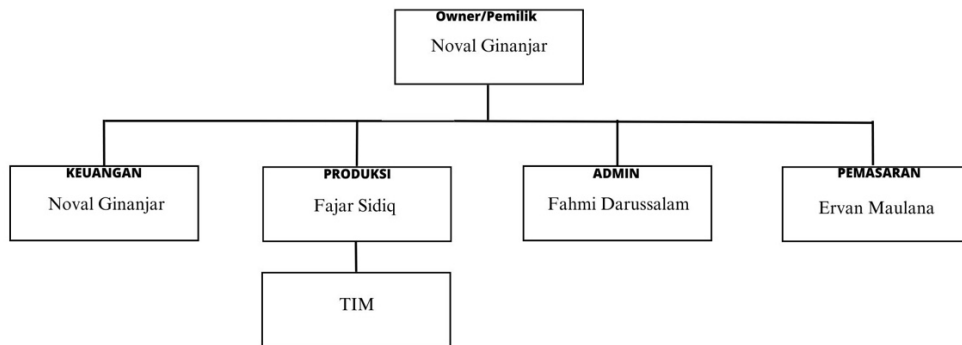 Owner/Pemilik
Noval Ginanjar
KEUANGAN
Noval Ginanjar
PRODUKSI
Fajar Sidiq
ADMIN
Fahmi Darussalam
PEMASARAN
Ervan Maulana
TIM